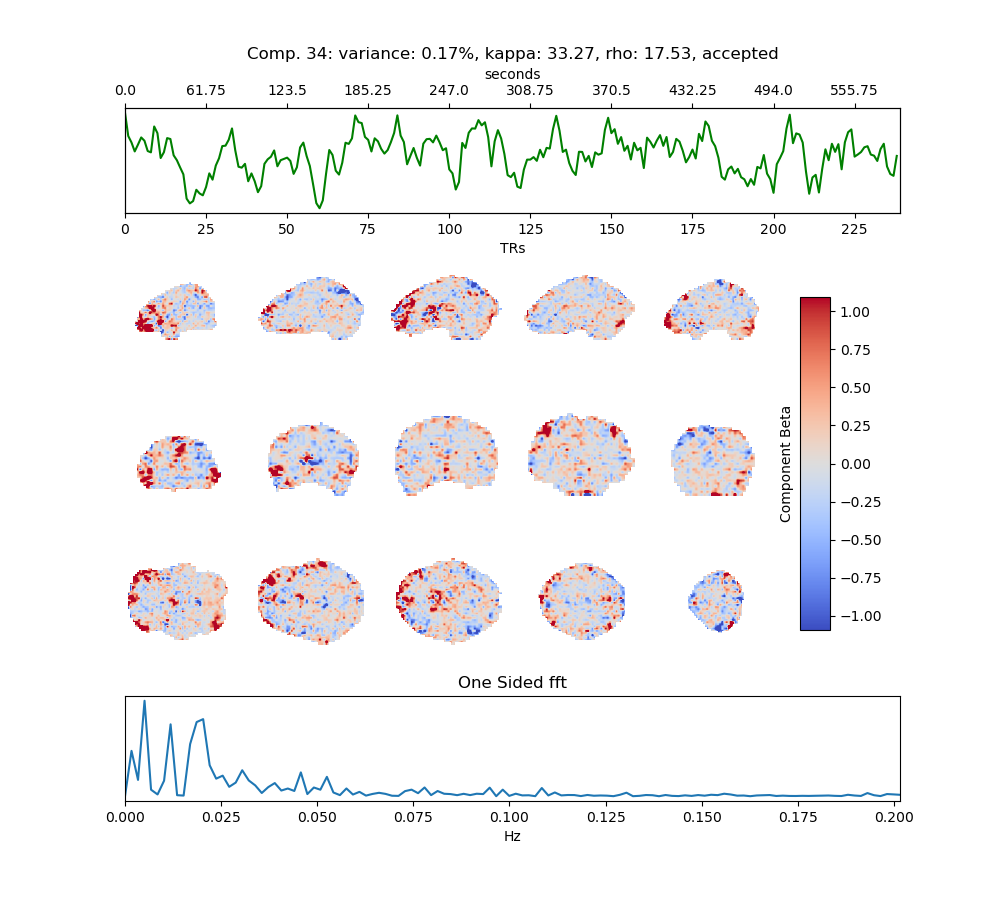 Comp. 34: variance: 0.17%, kappa: 33.27, rho: 17.53, accepted
seconds
0.0 61.75 123.5 185.25 247.0 308.75 370.5 432.25 494.0 555.75
0 25 50 75 100 125 150 175 200 225
TRs
1.00
0.75
0.50
0.25
0.00
−0.25
−0.50
−0.75
−1.00
Component Beta
One Sided fft
0.000 0.025 0.050 0.075 0.100 0.125 0.150 0.175 0.200
Hz